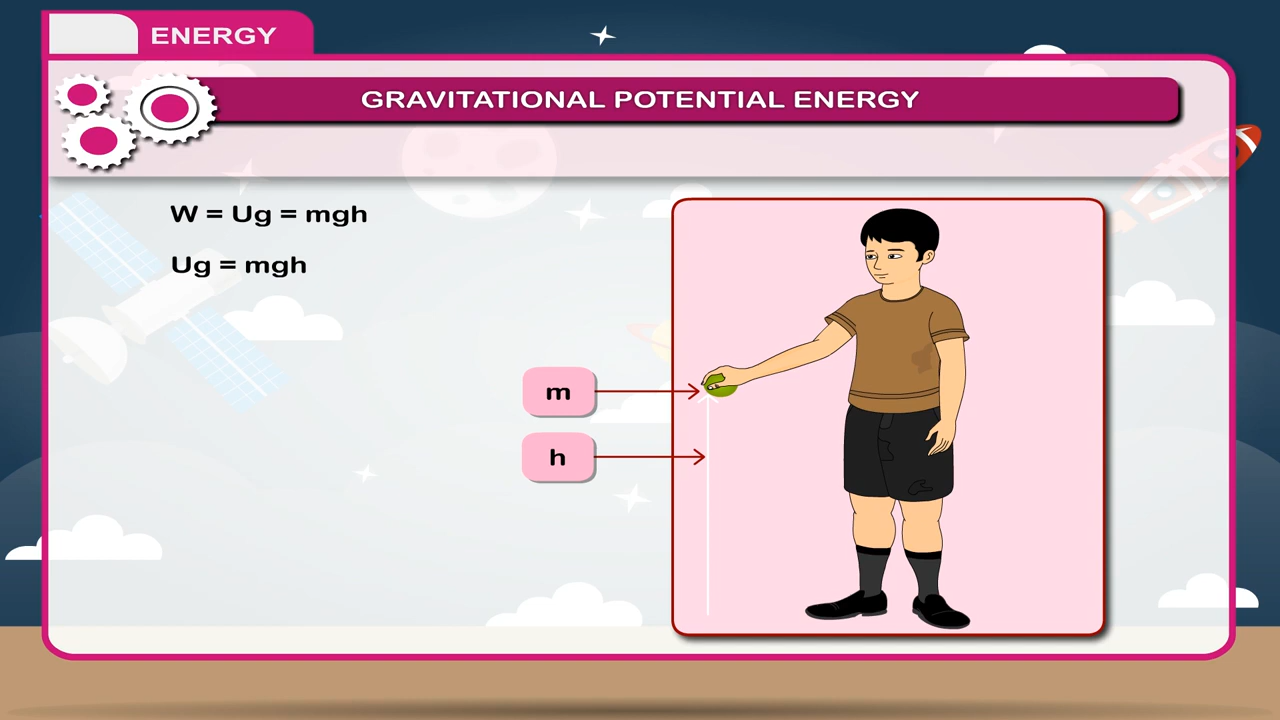 ENERGY
GRAVITATIONAL POTENTIAL ENERGY
W = Ug = mgh
Ug = mgh
m
h